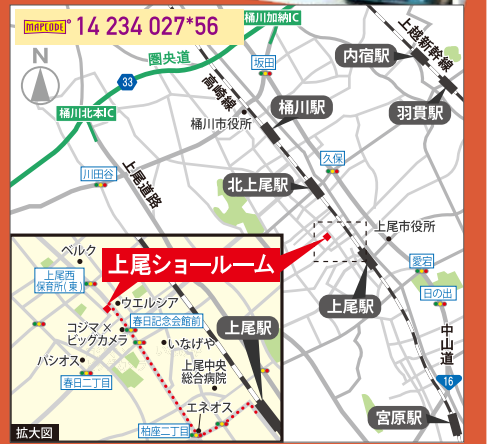 MAPCODE® 14 234 027*56
桶川加納IC
上越新幹線
N
圏央道
坂田
内宿駅
33
高崎線
羽貫駅
桶川北本IC
桶川駅
桶川市役所
久保
川田谷
上尾道路
北上尾駅
上尾市役所
ベルク
愛宕
上尾ショールーム
上尾西
保育所(東)
日の出
ウエルシア
上尾駅
春日記念会館前
上尾駅
コジマ×
ビッグカメラ
いなげや
中山道
パシオス
上尾中央
総合病院
春日二丁目
16
エネオス
宮原駅
柏座二丁目
拡大図